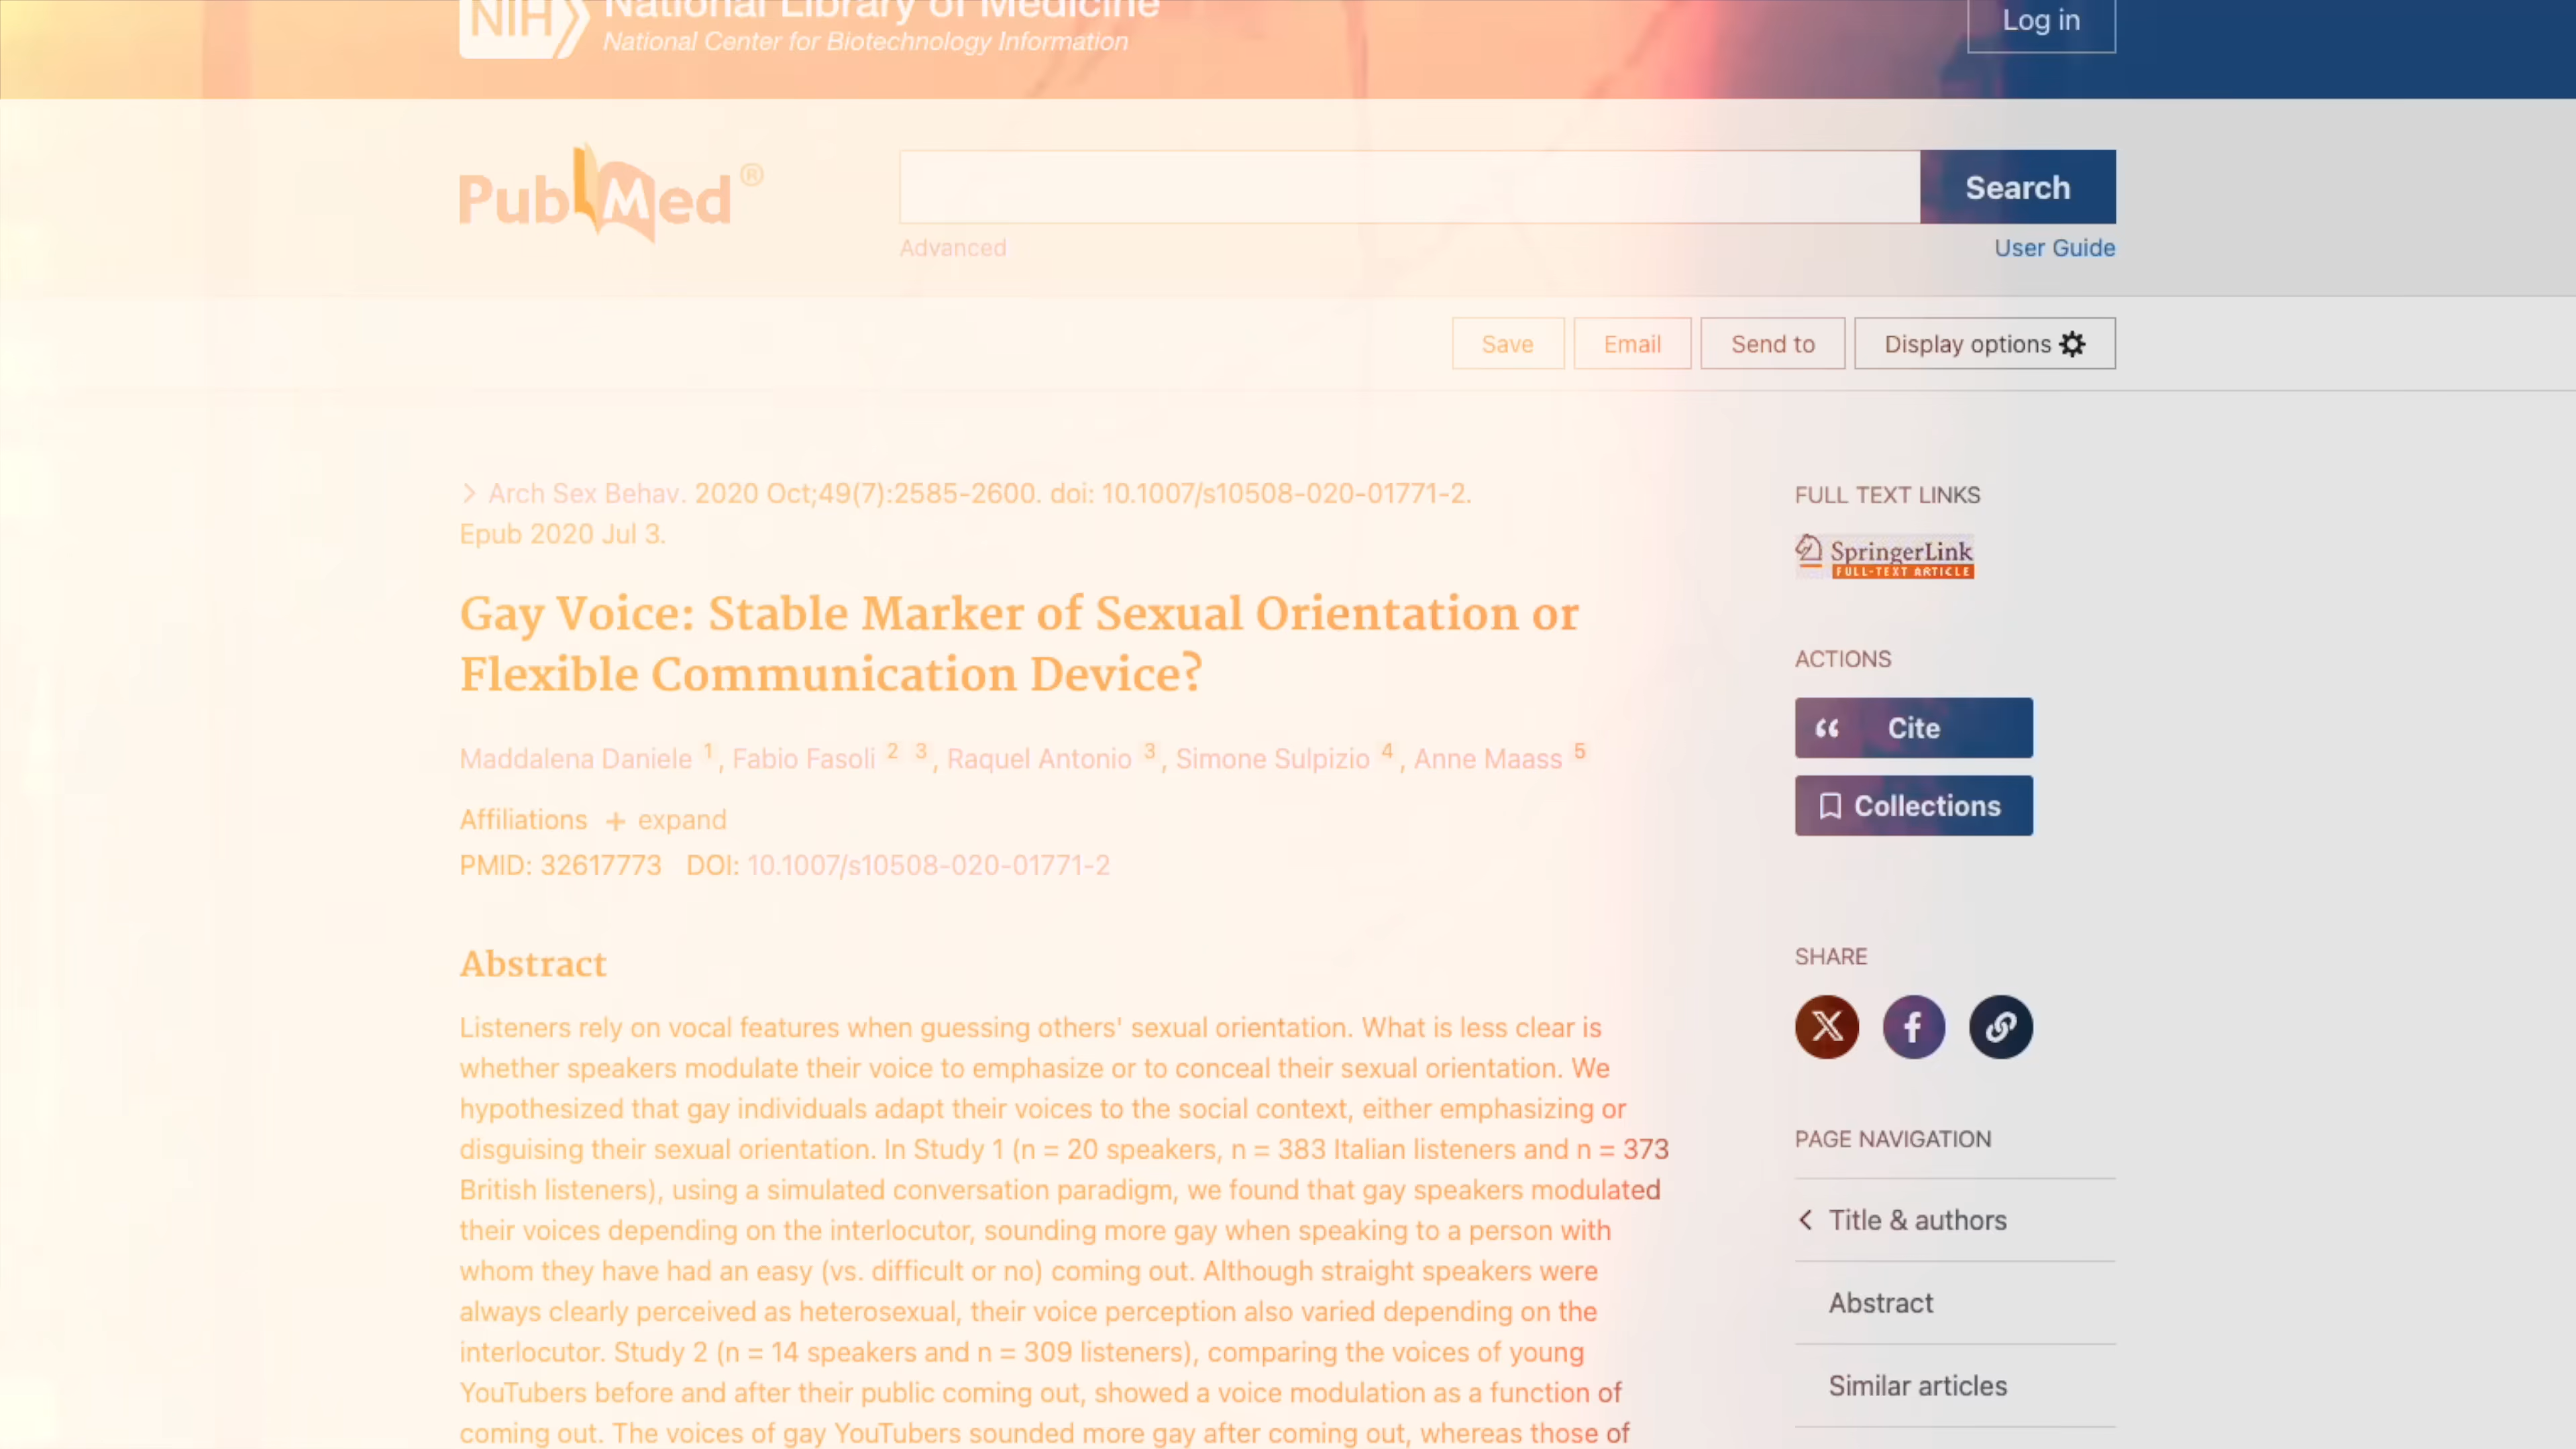 NIH National Library of Medicine
National Center for Biotechnology Information
Log in
PubMed®
Search
Advanced
User Guide
Save
Email
Send to
Display options
> Arch Sex Behav. 2020 Oct;49(7):2585-2600. doi: 10.1007/s10508-020-01771-2.
Epub 2020 Jul 3.
Gay Voice: Stable Marker of Sexual Orientation or
Flexible Communication Device?
Maddalena Daniele 1, Fabio Fasoli 2 3, Raquel Antonio 3, Simone Sulpizio 4, Anne Maass 5
Affiliations + expand
PMID: 32617773 DOI: 10.1007/s10508-020-01771-2
Abstract
Listeners rely on vocal features when guessing others' sexual orientation. What is less clear is
whether speakers modulate their voice to emphasize or to conceal their sexual orientation. We
hypothesized that gay individuals adapt their voices to the social context, either emphasizing or
disguising their sexual orientation. In Study 1 (n = 20 speakers, n = 383 Italian listeners and n = 373
British listeners), using a simulated conversation paradigm, we found that gay speakers modulated
their voices depending on the interlocutor, sounding more gay when speaking to a person with
whom they have had an easy (vs. difficult or no) coming out. Although straight speakers were
always clearly perceived as heterosexual, their voice perception also varied depending on the
interlocutor. Study 2 (n = 14 speakers and n = 309 listeners), comparing the voices of young
YouTubers before and after their public coming out, showed a voice modulation as a function of
coming out. The voices of gay YouTubers sounded more gay after coming out, whereas those of
FULL TEXT LINKS
SpringerLink
FULL-TEXT ARTICLE
ACTIONS
Cite
Collections
SHARE
PAGE NAVIGATION
Title & authors
Abstract
Similar articles